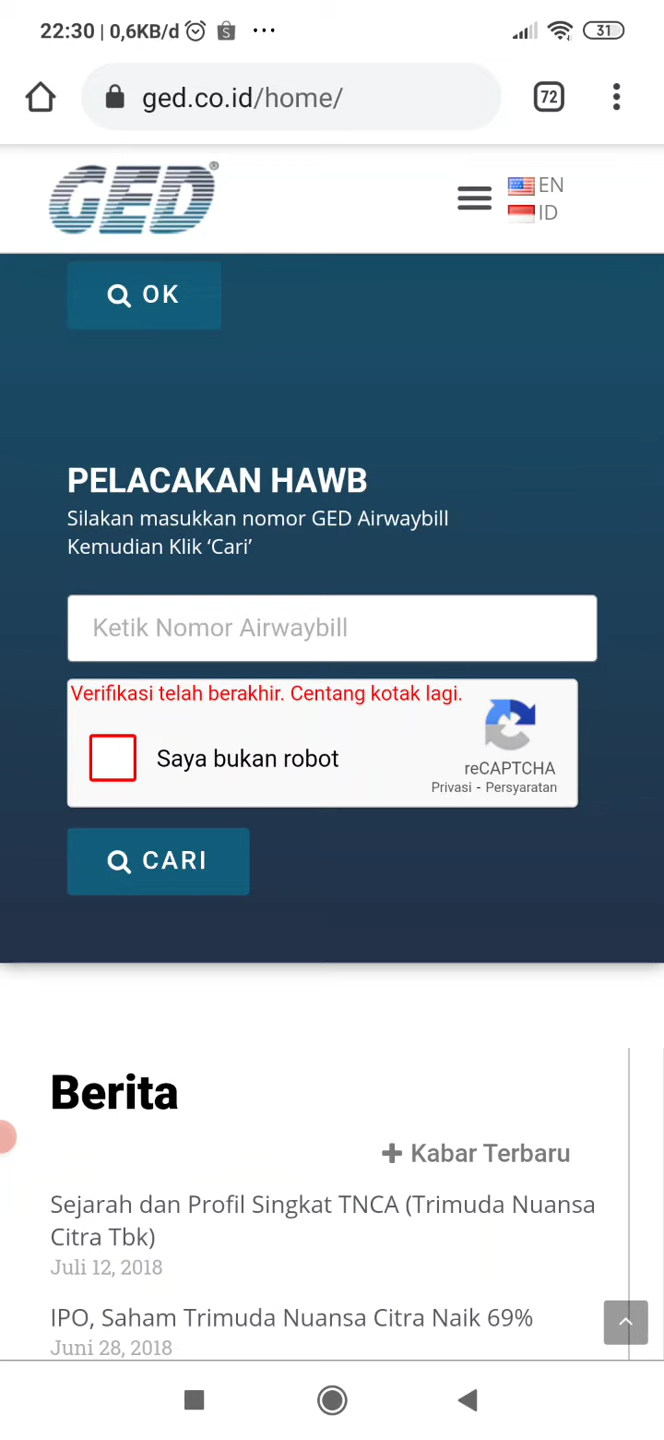 22:30 | 0,6KB/d
31
ged.co.id/home/
72
GED®
EN
ID
OK
PELACAKAN HAWB
Silakan masukkan nomor GED Airwaybill
Kemudian Klik ‘Cari’
Ketik Nomor Airwaybill
Verifikasi telah berakhir. Centang kotak lagi.
Saya bukan robot
reCAPTCHA
Privasi - Persyaratan
CARI
Berita
Kabar Terbaru
Sejarah dan Profil Singkat TNCA (Trimuda Nuansa
Citra Tbk)
Juli 12, 2018
IPO, Saham Trimuda Nuansa Citra Naik 69%
Juni 28, 2018